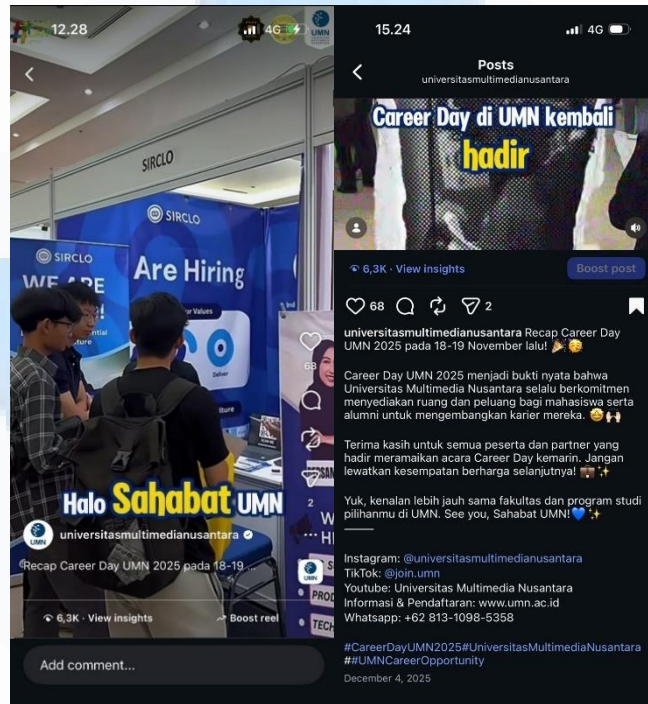 12.28
4G
UMN
SIRCLO
SIRCLO
SIRCLO
WE ARE
Are Hiring
ur Values
Deliver
68
2
Halo Sahabat UMN
UMN
universitasmultimedianusantara
Recap Career Day UMN 2025 pada 18-19 ...
UMN
6,3K · View insights
Boost reel
PROD
TECH
Add comment...
15.24
4G
Posts
universitasmultimedianusantara
Career Day di UMN kembali
hadir
6,3K · View insights
Boost post
68
2
universitasmultimedianusantara Recap Career Day
UMN 2025 pada 18-19 November lalu! 🎉🥳
Career Day UMN 2025 menjadi bukti nyata bahwa
Universitas Multimedia Nusantara selalu berkomitmen
menyediakan ruang dan peluang bagi mahasiswa serta
alumni untuk mengembangkan karier mereka. 🤩🙌🏻
Terima kasih untuk semua peserta dan partner yang
hadir meramaikan acara Career Day kemarin. Jangan
lewatkan kesempatan berharga selanjutnya! 💼✨
Yuk, kenalan lebih jauh sama fakultas dan program studi
pilihanmu di UMN. See you, Sahabat UMN!💙✨
Instagram: @universitasmultimedianusantara
TikTok: @join.umn
Youtube: Universitas Multimedia Nusantara
Informasi & Pendaftaran: www.umn.ac.id
Whatsapp: +62 813-1098-5358
#CareerDayUMN2025#UniversitasMultimediaNusantara
##UMNCareerOpportunity
December 4, 2025